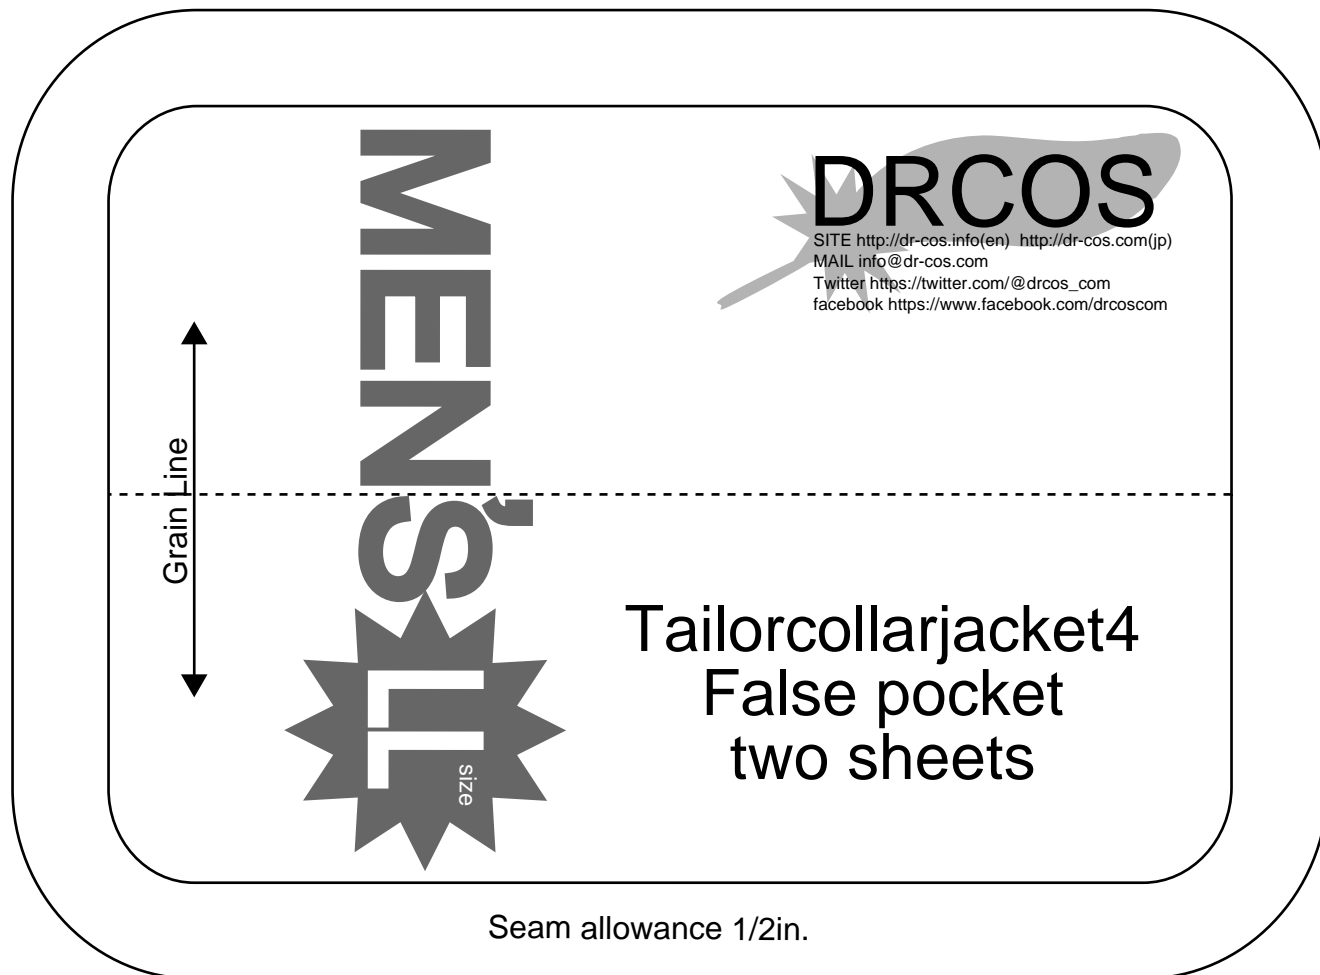 MEN'S
LL
size
DRCOS
SITE http://dr-cos.info(en) http://dr-cos.com(jp)
MAIL info@dr-cos.com
Twitter https://twitter.com/@drcos_com
facebook https://www.facebook.com/drcoscom
Grain Line
Tailorcollarjacket4
False pocket
two sheets
Seam allowance 1/2in.